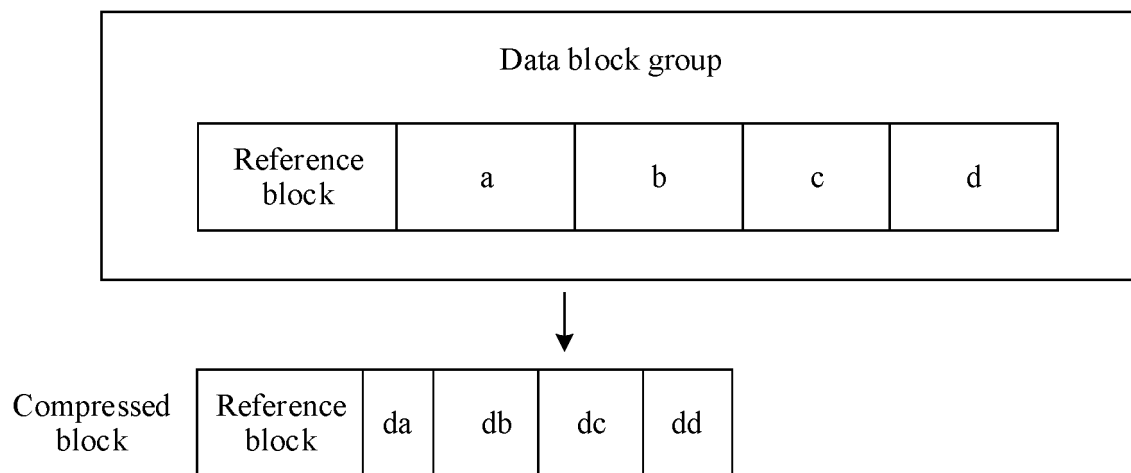 Data block group
Reference
block
a
b
c
d
Compressed
block
Reference
block
da
db
dc
dd